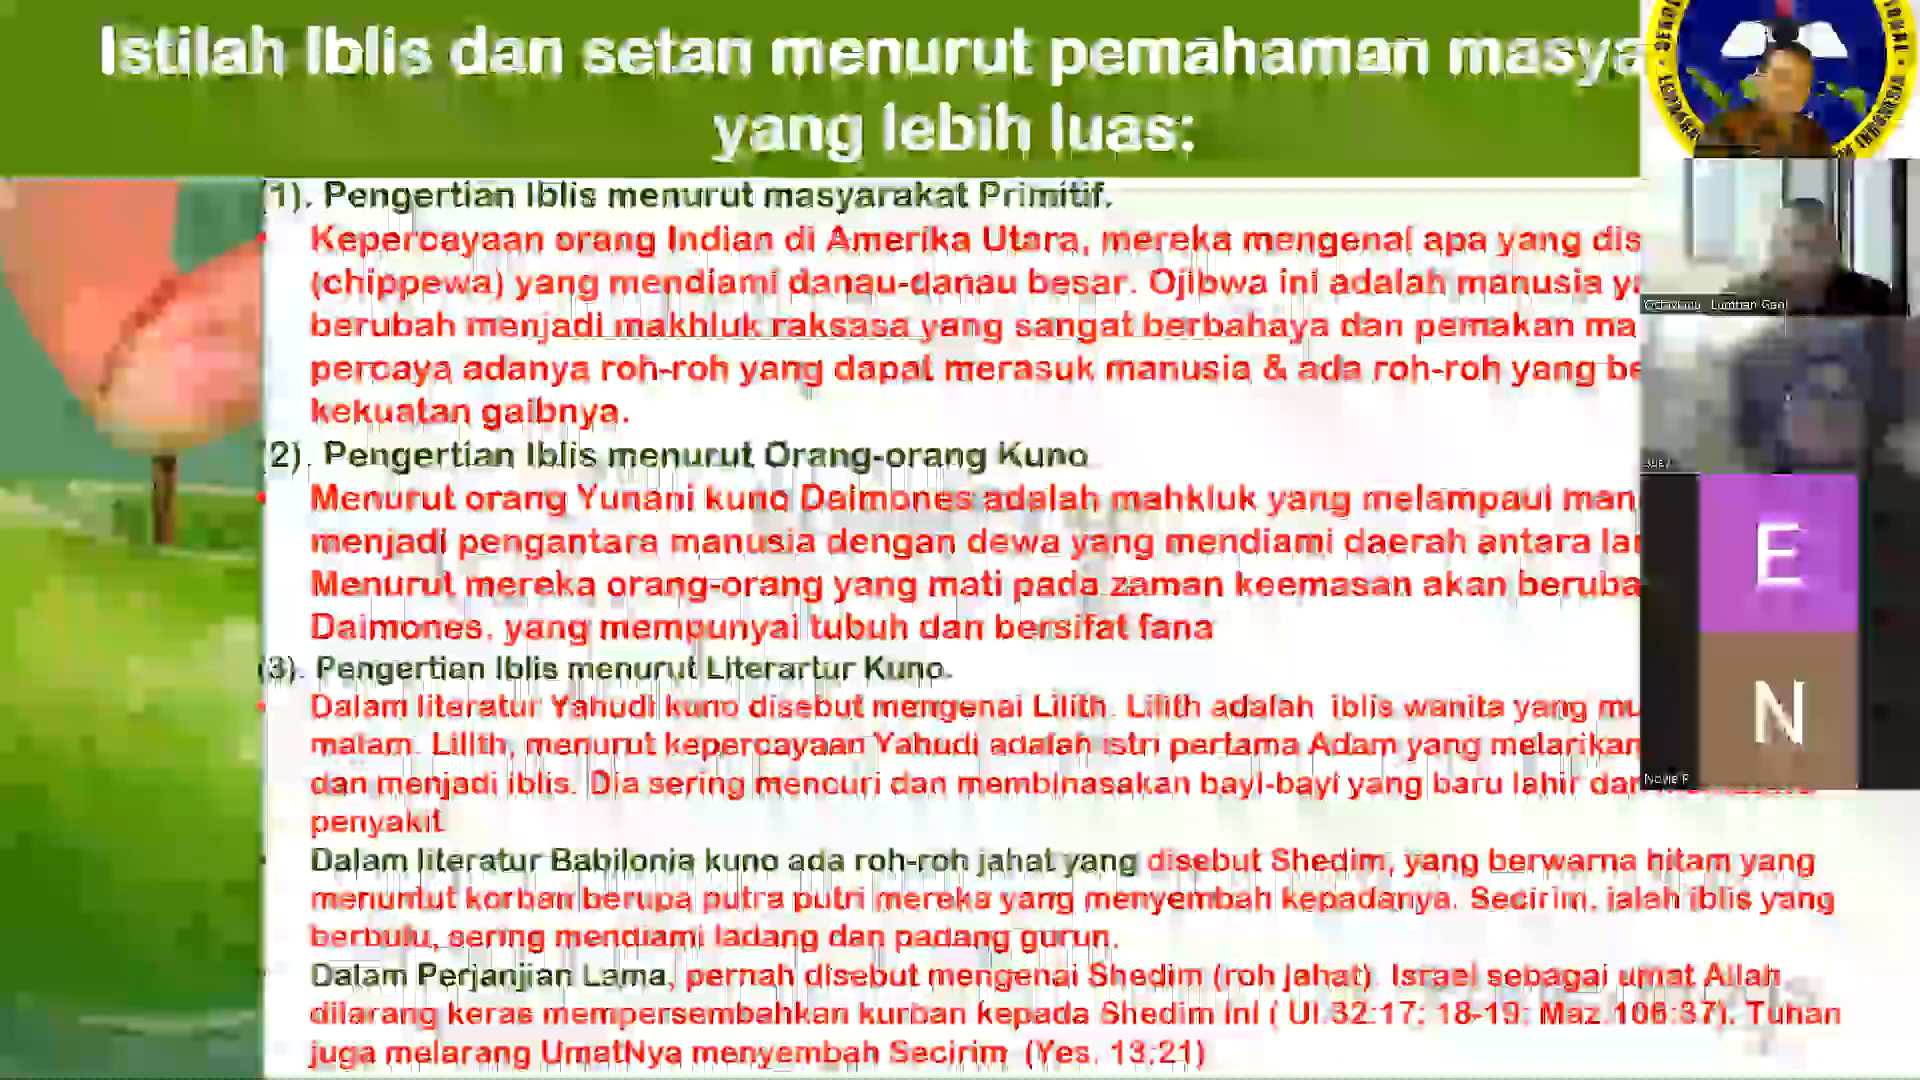 Istilah Iblis dan setan menurut pemahaman masya
yang lebih luas:
(1). Pengertian Iblis menurut masyarakat Primitif.
Kepercayaan orang Indian di Amerika Utara, mereka mengenal apa yang dis
(chippewa) yang mendiami danau-danau besar. Ojibwa ini adalah manusia ya
berubah menjadi makhluk raksasa yang sangat berbahaya dan pemakan ma
percaya adanya roh-roh yang dapat merasuk manusia & ada roh-roh yang be
kekuatan gaibnya.
(2). Pengertian Iblis menurut Orang-orang Kuno
Menurut orang Yunani kuno Daimones adalah mahkluk yang melampaui man
menjadi pengantara manusia dengan dewa yang mendiami daerah antara lan
Menurut mereka orang-orang yang mati pada zaman keemasan akan beruba
Daimones, yang mempunyai tubuh dan bersifat fana
(3). Pengertian Iblis menurut Literartur Kuno.
Dalam literatur Yahudi kuno disebut mengenai Lilith. Lilith adalah iblis wanita yang mu
malam. Lilith, menurut kepercayaan Yahudi adalah istri pertama Adam yang melarikan
dan menjadi iblis. Dia sering mencuri dan membinasakan bayi-bayi yang baru lahir dan
penyakit
Dalam literatur Babilonia kuno ada roh-roh jahat yang disebut Shedim, yang berwarna hitam yang
menuntut korban berupa putra putri mereka yang menyembah kepadanya. Secirim, ialah iblis yang
berbulu, sering mendiami ladang dan padang gurun.
Dalam Perjanjian Lama, pernah disebut mengenai Shedim (roh jahat). Israel sebagai umat Allah
dilarang keras mempersembahkan kurban kepada Shedim ini ( Ul.32:17; 18-19; Maz.106:37). Tuhan
juga melarang UmatNya menyembah Secirim (Yes. 13:21)
E
N
Novie P